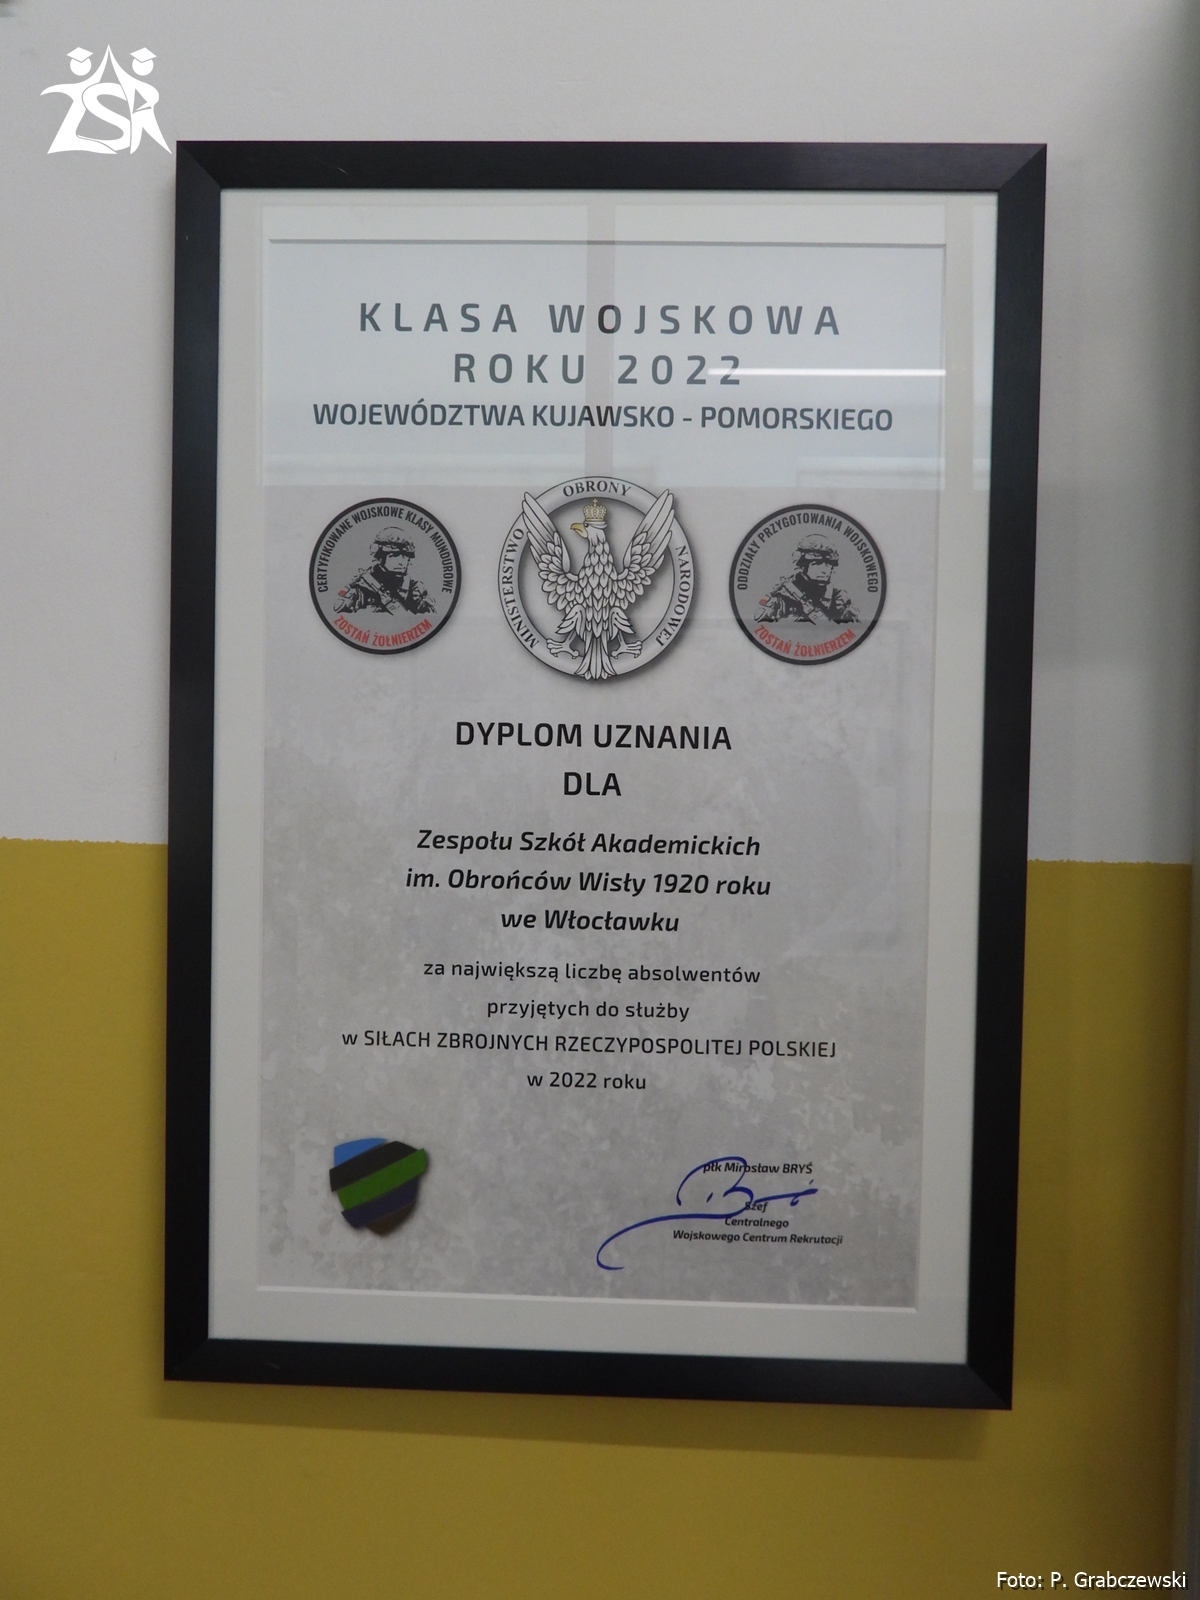 ZSA
KLASA WOJSKOWA
ROKU 2022
WOJEWÓDZTWA KUJAWSKO - POMORSKIEGO
CERTYFIKOWANE WOJSKOWE KLASY MUNDUROWE
ZOSTAŃ ŻOŁNIERZEM
MINISTERSTWO OBRONY NARODOWEJ
ODDZIAŁY PRZYGOTOWANIA WOJSKOWEGO
ZOSTAŃ ŻOŁNIERZEM
DYPLOM UZNANIA
DLA
Zespołu Szkół Akademickich
im. Obrońców Wisły 1920 roku
we Włocławku
za największą liczbę absolwentów
przyjętych do służby
w SIŁACH ZBROJNYCH RZECZYPOSPOLITEJ POLSKIEJ
w 2022 roku
płk Mirosław BRYŚ
Szef
Centralnego
Wojskowego Centrum Rekrutacji
Foto: P. Grabczewski